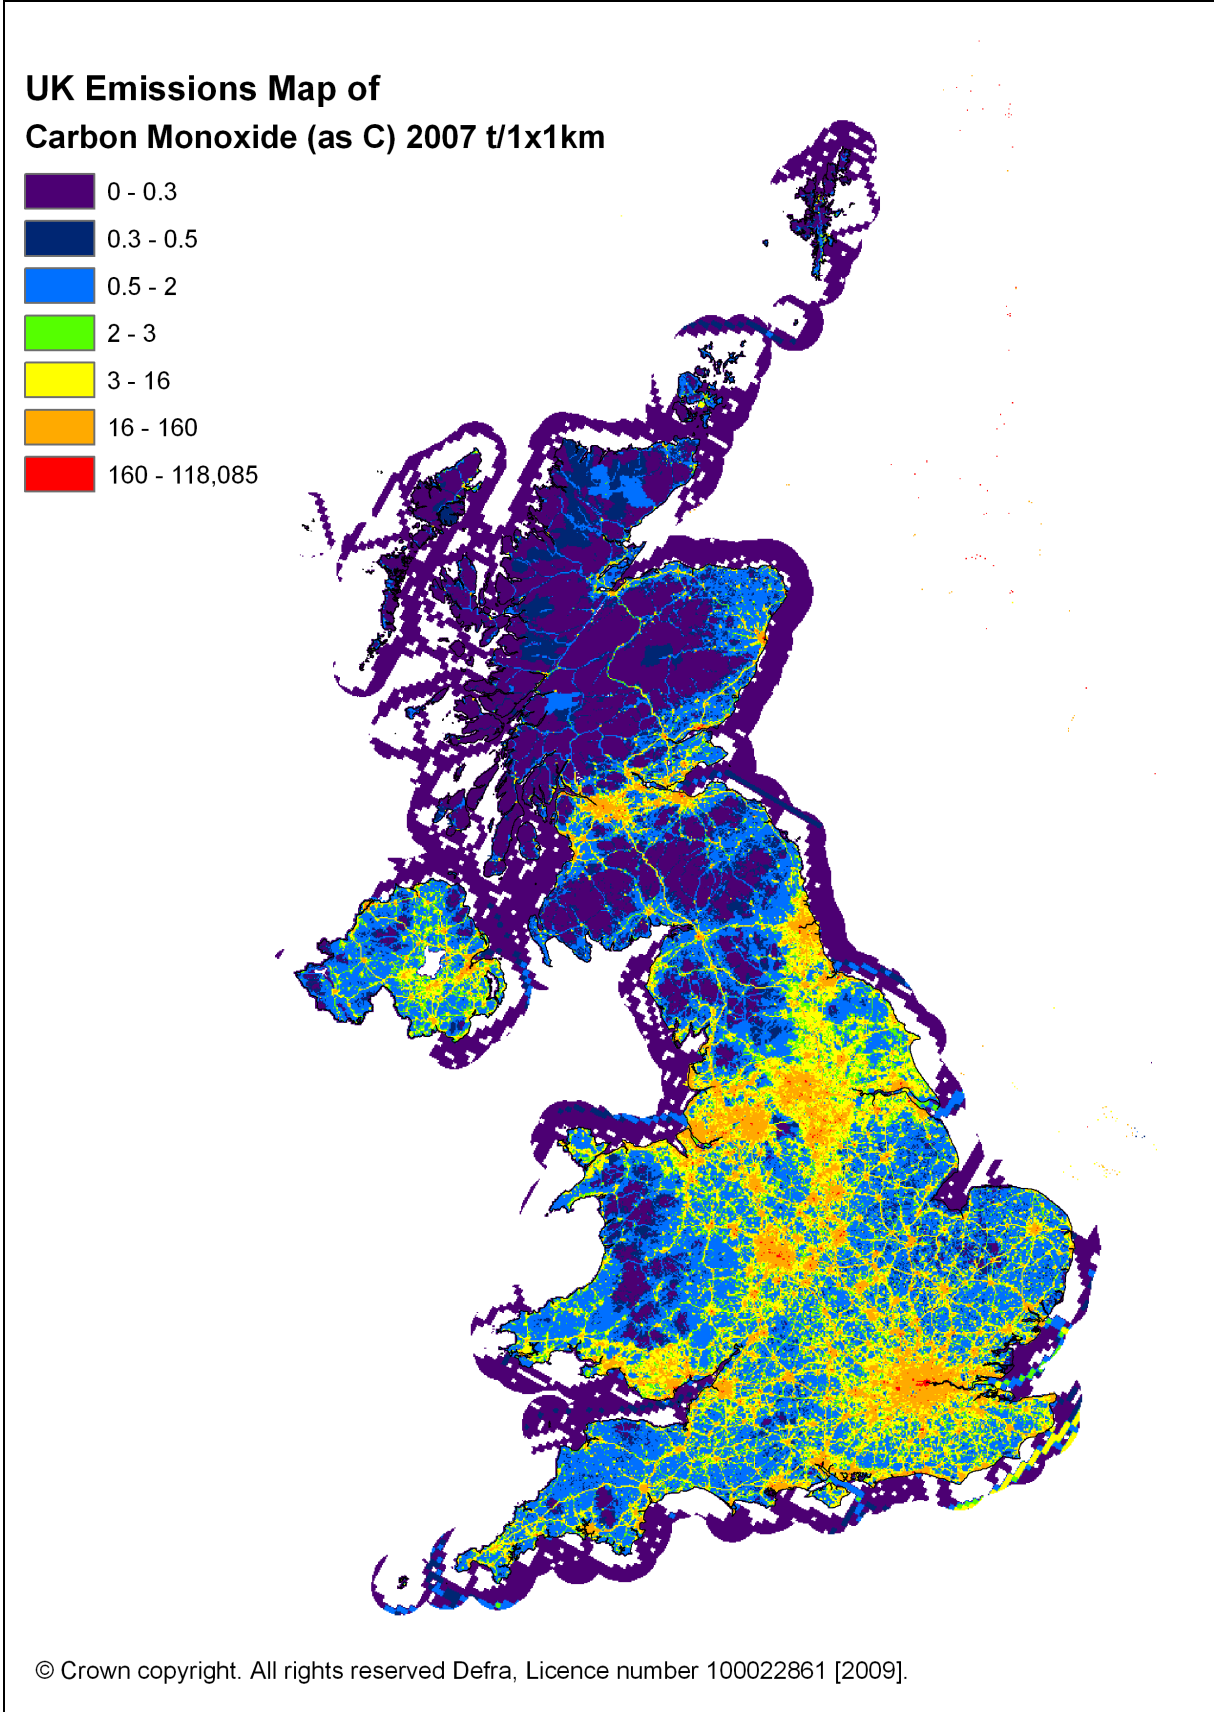 UK Emissions Map of
Carbon Monoxide (as C) 2007 t/1x1km
0 - 0.3
0.3 - 0.5
0.5 - 2
2 - 3
3 - 16
16 - 160
160 - 118,085
© Crown copyright. All rights reserved Defra, Licence number 100022861 [2009].